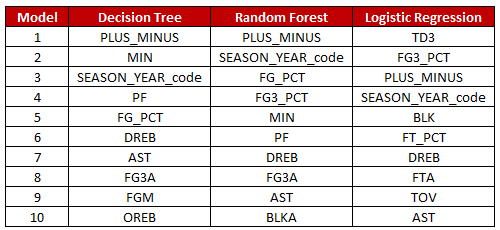 Model Decision Tree Random Forest Logistic Regression
1 PLUS_MINUS PLUS_MINUS TD3
2 MIN SEASON_YEAR_code FG3_PCT
3 SEASON_YEAR_code FG_PCT PLUS_MINUS
4 PF FG3_PCT SEASON_YEAR_code
5 FG_PCT MIN BLK
6 DREB PF FT_PCT
7 AST DREB DREB
8 FG3A FG3A FTA
9 FGM AST TOV
10 OREB BLKA AST